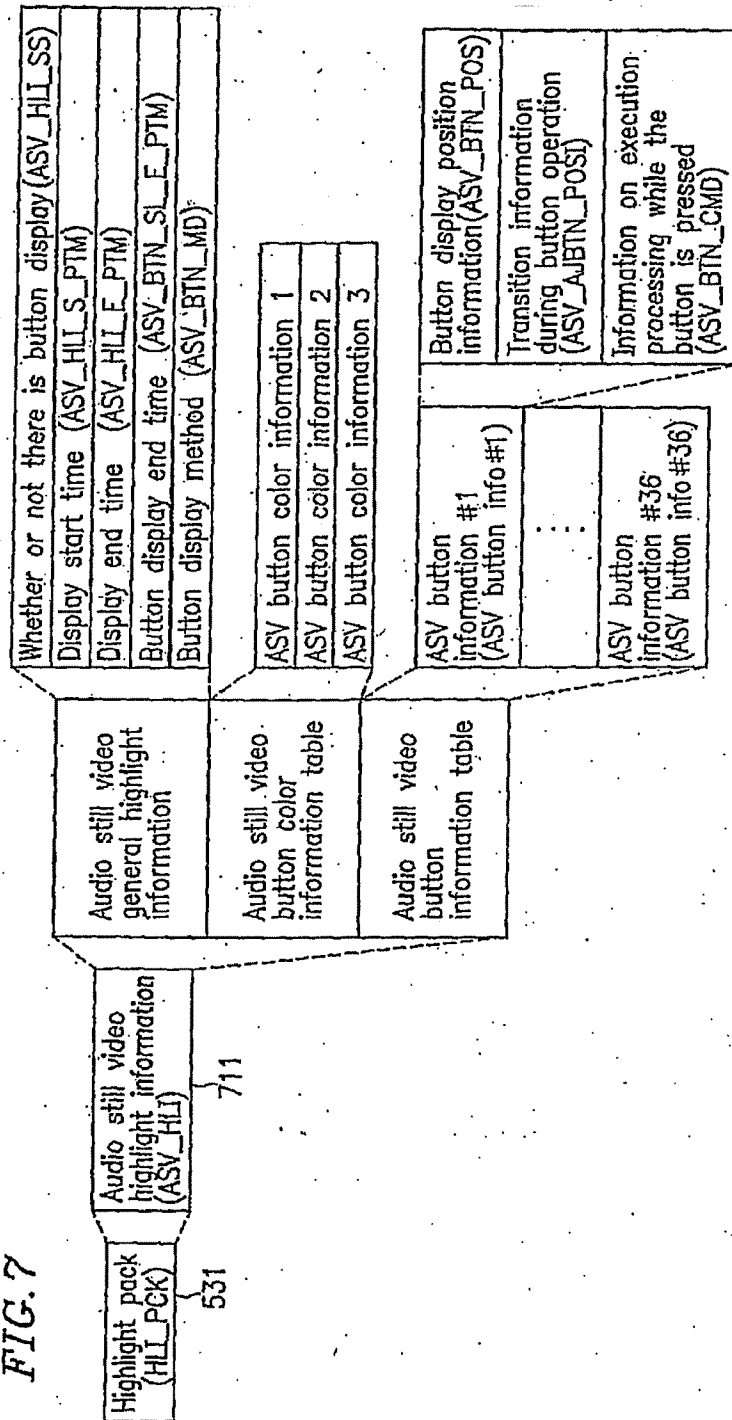 FIG. 7
Highlight pack
(HLI_PCK)
531
Audio still video
highlight information
(ASV_HLI)
711
Audio still video
general highlight
information
Audio still video
button color
information table
Audio still video
button
information table
Whether or not there is button display(ASV_HLI_SS)
Display start time (ASV_HLI_S_PTM)
Display end time (ASV_HLI_E_PTM)
Button display end time (ASV_BTN_SL_E_PTM)
Button display method (ASV_BTN_MD)
ASV button color information 1
ASV button color information 2
ASV button color information 3
ASV button
information #1
(ASV button info#1)
ASV button
information #36
(ASV button info#36)
Button display position
information(ASV_BTN_POS)
Transition information
during button operation
(ASV_AJBTN_POSI)
Information on execution
processing while the
button is pressed
(ASV_BTN_CMD)